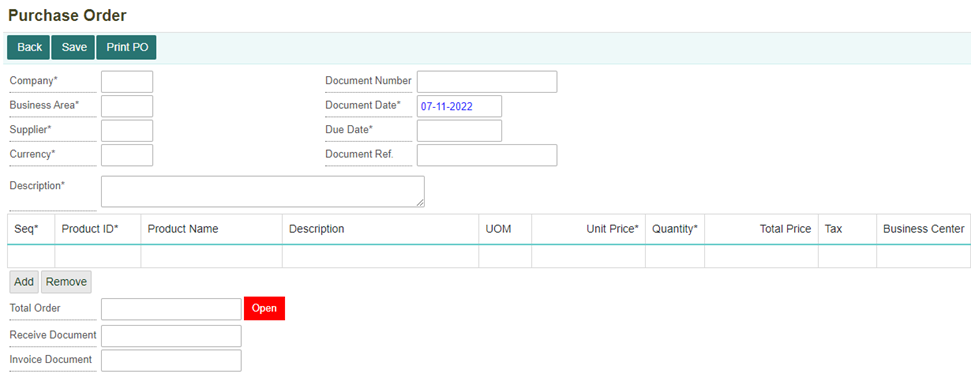 Purchase Order
Back Save Print PO
Company* Document Number
Business Area* Document Date* 07-11-2022
Supplier* Due Date*
Currency* Document Ref.
Description*
Seq* Product ID* Product Name Description UOM Unit Price* Quantity* Total Price Tax Business Center
Add Remove
Total Order Open
Receive Document
Invoice Document